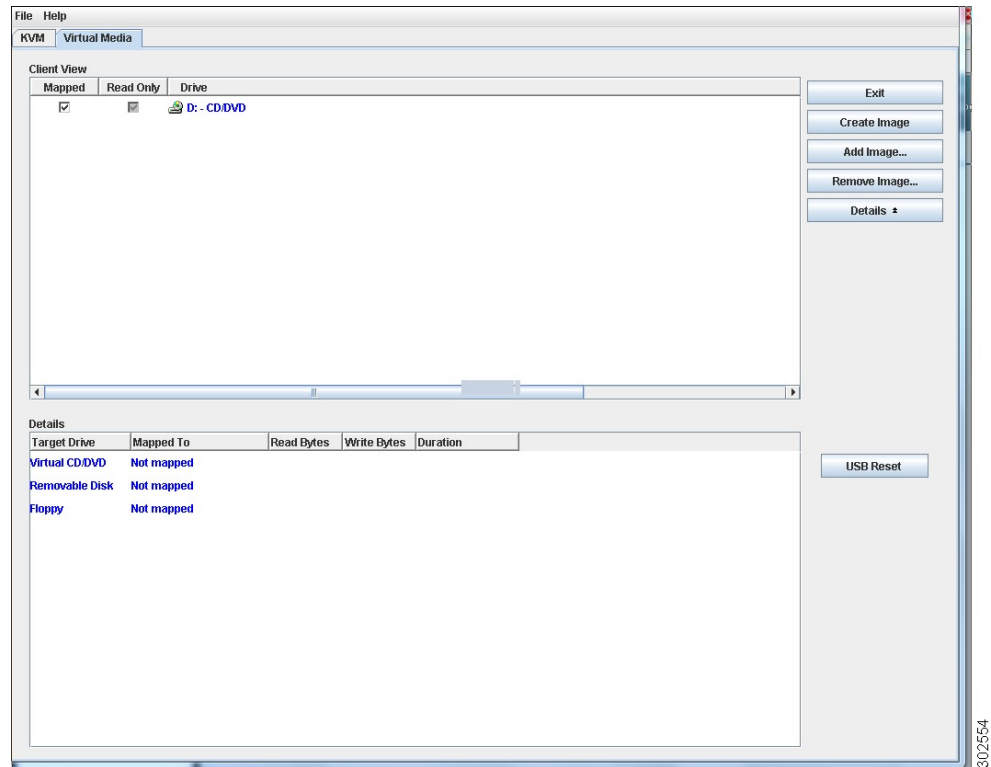 File Help
KVM Virtual Media
Client View
Mapped Read Only Drive
D: - CD/DVD
Exit
Create Image
Add Image...
Remove Image...
Details
Details
Target Drive Mapped To Read Bytes Write Bytes Duration
Virtual CD/DVD Not mapped
Removable Disk Not mapped
Floppy Not mapped
USB Reset
302554